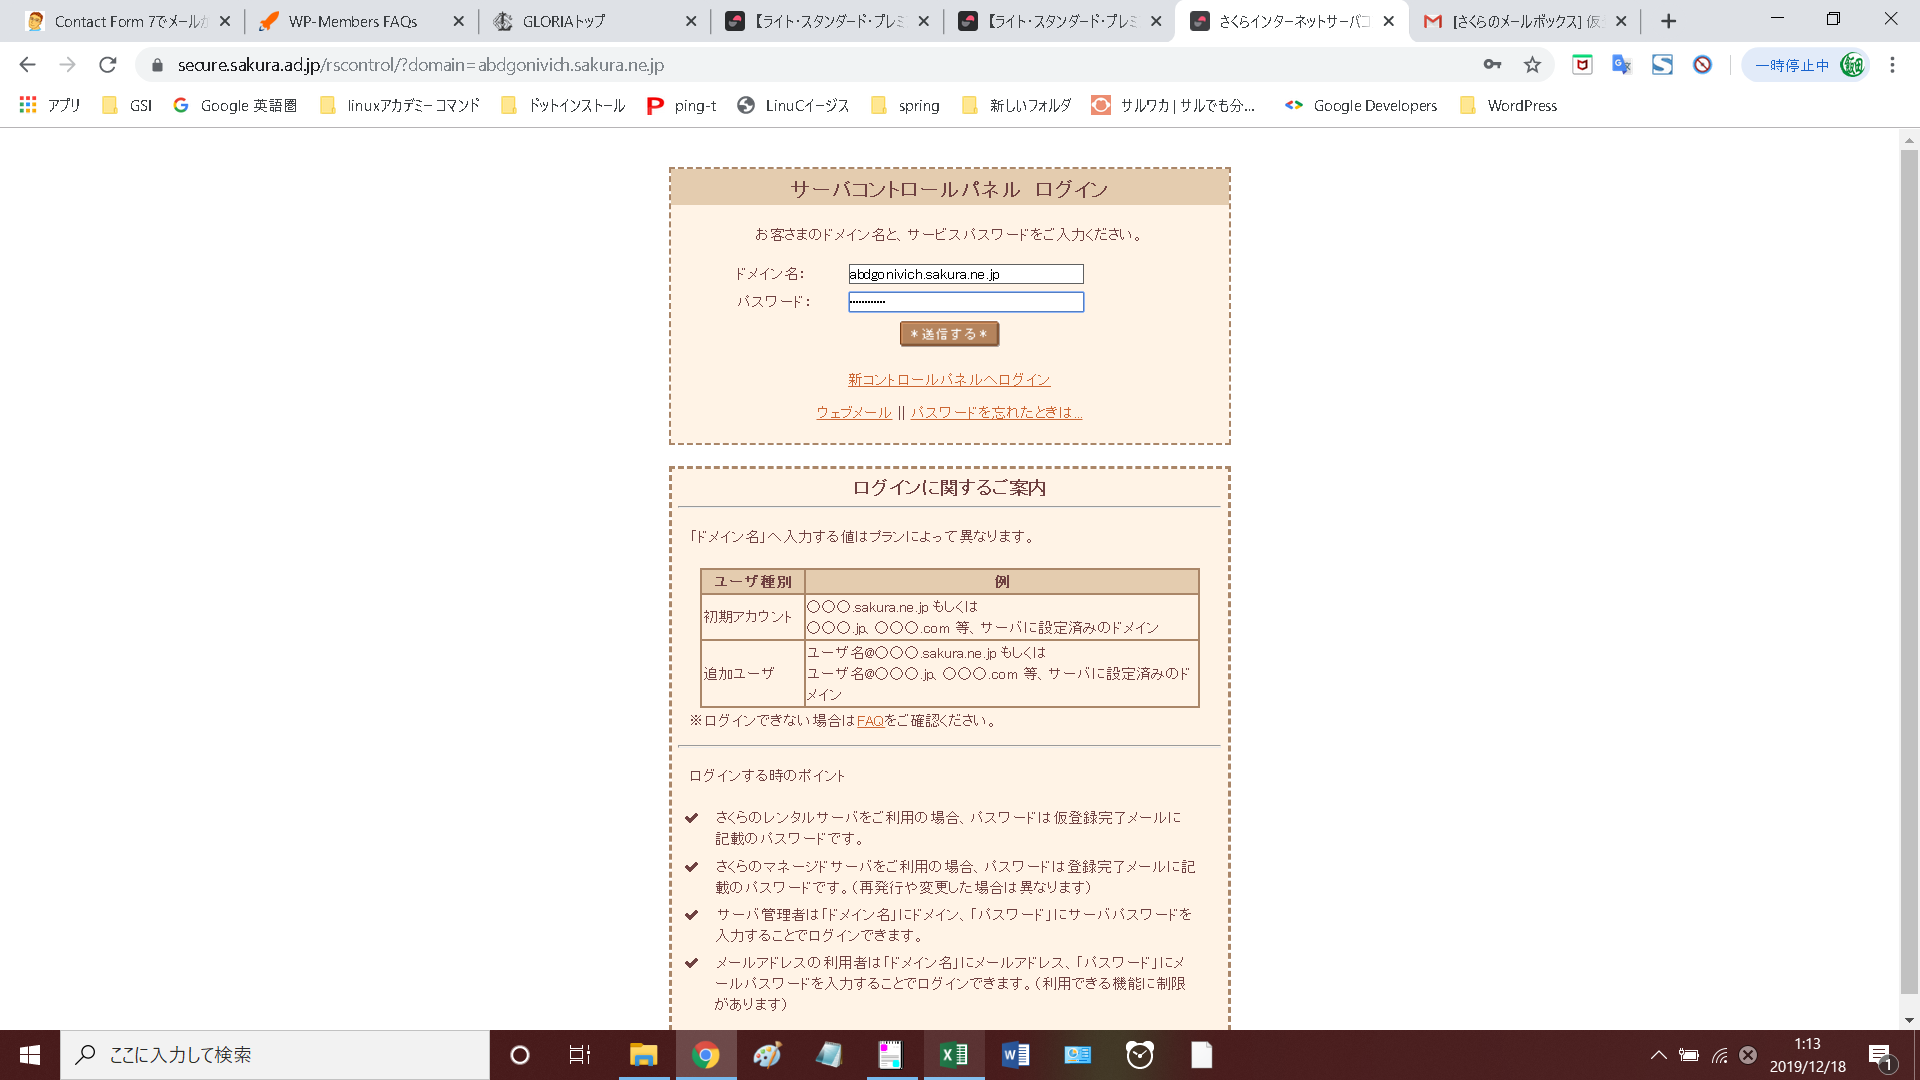 Contact Form 7でメールが
WP-Members FAQs
GLORIAトップ
【ライト・スタンダード・プレミ
【ライト・スタンダード・プレミ
さくらインターネットサーバコ
[さくらのメールボックス] 仮
secure.sakura.ad.jp/rscontrol/?domain=abdgonivich.sakura.ne.jp
一時停止中
アプリ
GSI
Google 英語圏
linuxアカデミーコマンド
ドットインストール
ping-t
LinuCイージス
spring
新しいフォルダ
サルワカ | サルでも分...
Google Developers
WordPress
サーバコントロールパネル ログイン
お客さまのドメイン名と、サービスパスワードをご入力ください。
ドメイン名: abdgonivich.sakura.ne.jp
パスワード: ••••••••••••
*送信する*
新コントロールパネルへログイン
ウェブメール || パスワードを忘れたときは...
ログインに関するご案内
「ドメイン名」へ入力する値はプランによって異なります。
ユーザ種別 例
初期アカウント
〇〇〇.sakura.ne.jp もしくは
〇〇〇.jp、〇〇〇.com 等、サーバに設定済みのドメイン
追加ユーザ
ユーザ名@〇〇〇.sakura.ne.jp もしくは
ユーザ名@〇〇〇.jp、〇〇〇.com 等、サーバに設定済みのド
メイン
※ログインできない場合はFAQをご確認ください。
ログインする時のポイント
さくらのレンタルサーバをご利用の場合、パスワードは仮登録完了メールに
記載のパスワードです。
さくらのマネージドサーバをご利用の場合、パスワードは登録完了メールに記
載のパスワードです。（再発行や変更した場合は異なります）
サーバ管理者は「ドメイン名」にドメイン、「パスワード」にサーバパスワードを
入力することでログインできます。
メールアドレスの利用者は「ドメイン名」にメールアドレス、「パスワード」にメ
ールパスワードを入力することでログインできます。（利用できる機能に制限
があります）
ここに入力して検索
1:13
2019/12/18
1